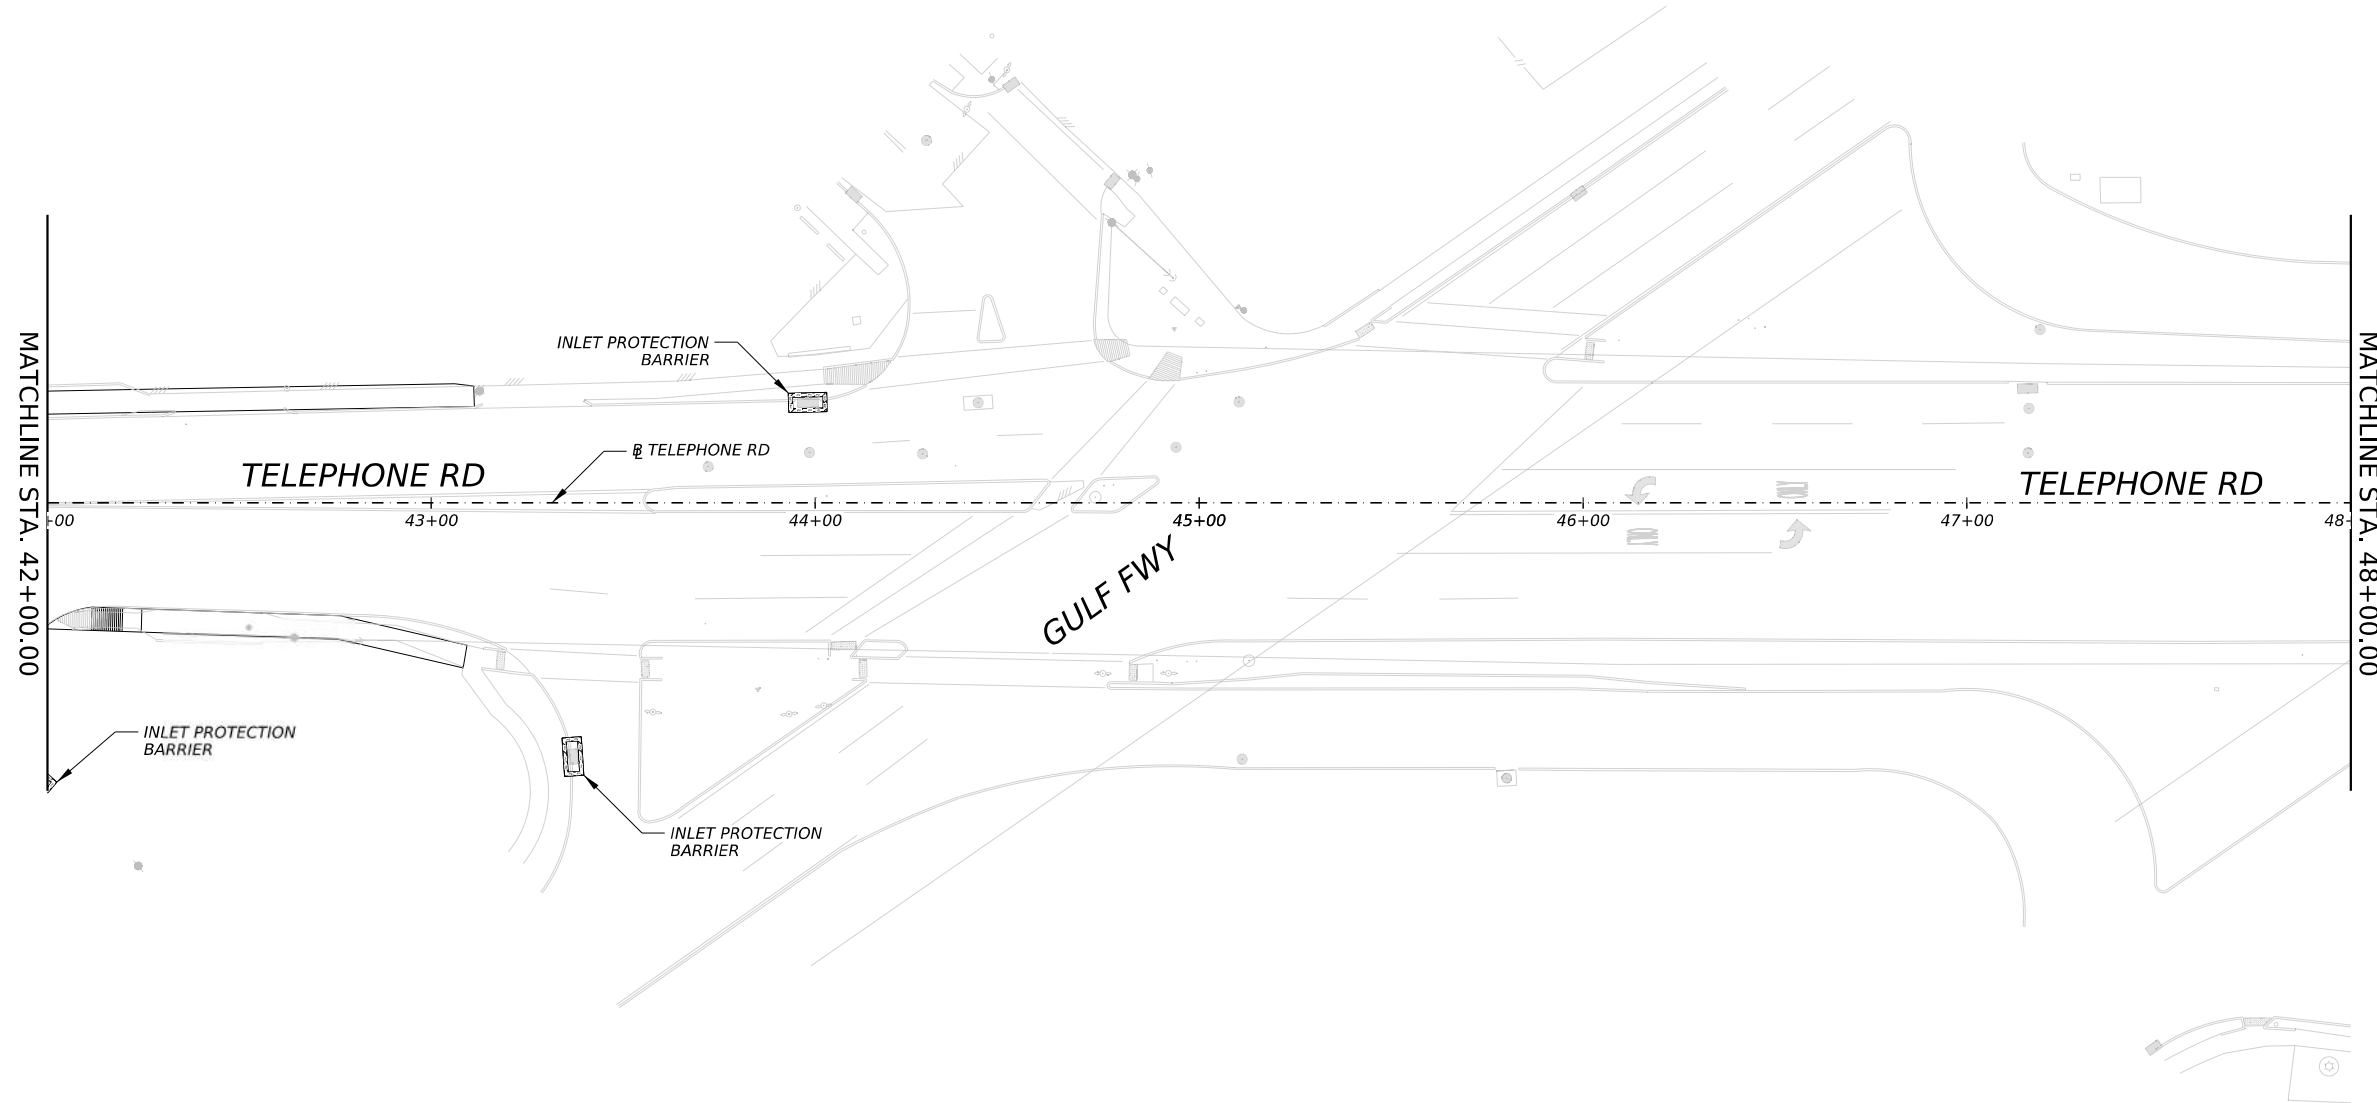 INLET PROTECTION
BARRIER
MATCHLINE STA. 42+00.00
MATCHLINE STA. 48+00.00
BL TELEPHONE RD
TELEPHONE RD
TELEPHONE RD
+00
43+00
44+00
45+00
46+00
47+00
48+
GULF FWY
INLET PROTECTION
BARRIER
INLET PROTECTION
BARRIER